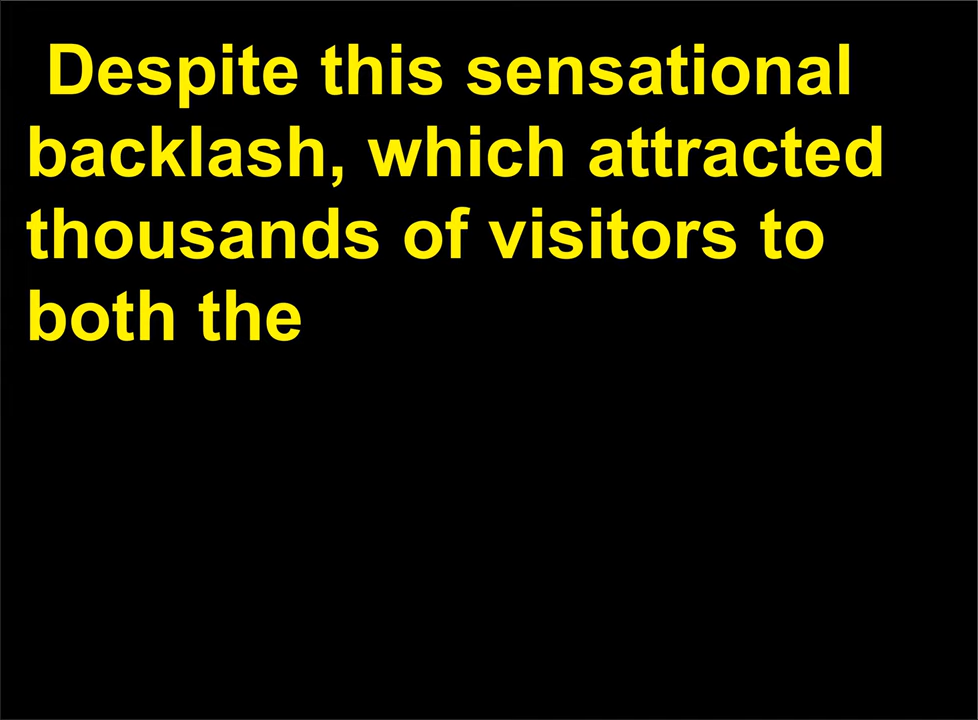 Despite this sensational
backlash, which attracted
thousands of visitors to
both the